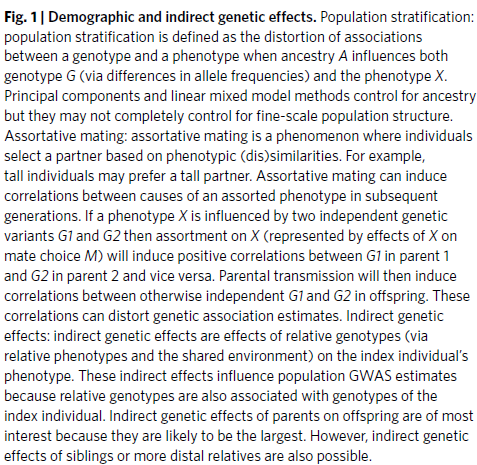 Fig. 1 | Demographic and indirect genetic effects. Population stratification:
population stratification is defined as the distortion of associations
between a genotype and a phenotype when ancestry A influences both
genotype G (via differences in allele frequencies) and the phenotype X.
Principal components and linear mixed model methods control for ancestry
but they may not completely control for fine-scale population structure.
Assortative mating: assortative mating is a phenomenon where individuals
select a partner based on phenotypic (dis)similarities. For example,
tall individuals may prefer a tall partner. Assortative mating can induce
correlations between causes of an assorted phenotype in subsequent
generations. If a phenotype X is influenced by two independent genetic
variants G1 and G2 then assortment on X (represented by effects of X on
mate choice M) will induce positive correlations between G1 in parent 1
and G2 in parent 2 and vice versa. Parental transmission will then induce
correlations between otherwise independent G1 and G2 in offspring. These
correlations can distort genetic association estimates. Indirect genetic
effects: indirect genetic effects are effects of relative genotypes (via
relative phenotypes and the shared environment) on the index individual's
phenotype. These indirect effects influence population GWAS estimates
because relative genotypes are also associated with genotypes of the
index individual. Indirect genetic effects of parents on offspring are of most
interest because they are likely to be the largest. However, indirect genetic
effects of siblings or more distal relatives are also possible.